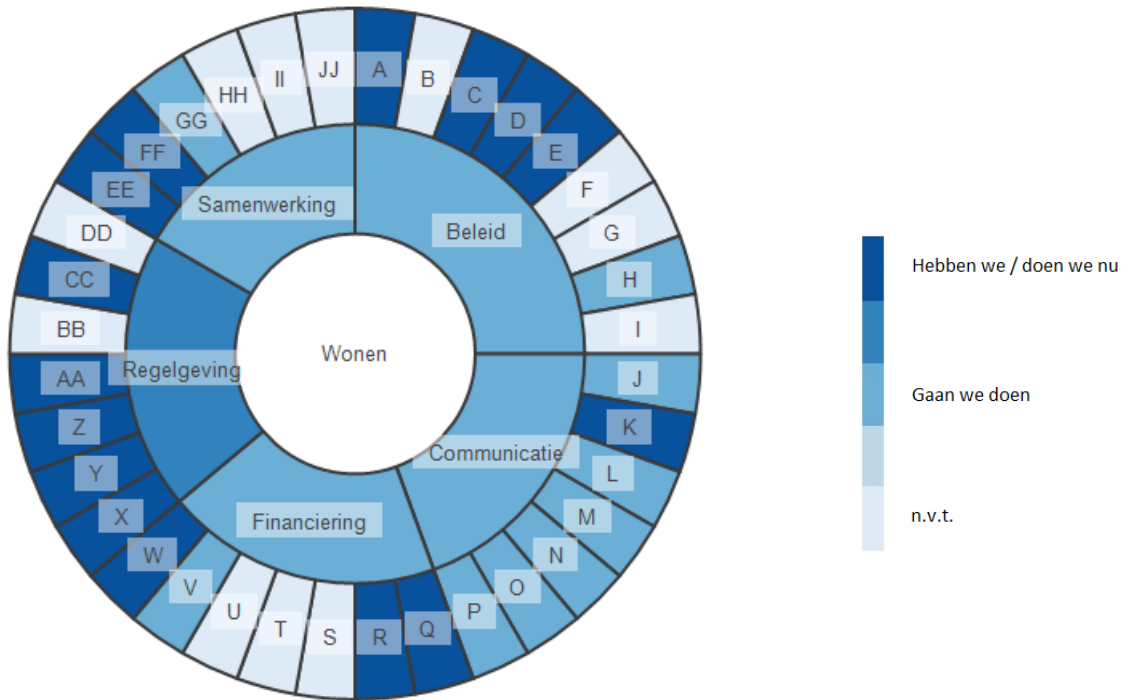 Wonen
Beleid
Communicatie
Financiering
Regelgeving
Samenwerking
A
B
C
D
E
F
G
H
I
J
K
L
M
N
O
P
Q
R
S
T
U
V
W
X
Y
Z
AA
BB
CC
DD
EE
FF
GG
HH
II
JJ
Hebben we / doen we nu
Gaan we doen
n.v.t.